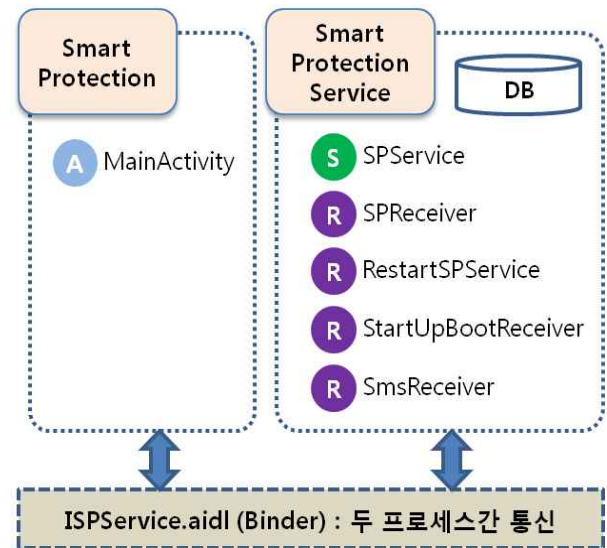 Smart
Protection
A MainActivity
Smart
Protection
Service
DB
S SPService
R SPReceiver
R RestartSPService
R StartUpBootReceiver
R SmsReceiver
ISPService.aidl (Binder) : 두 프로세스간 통신